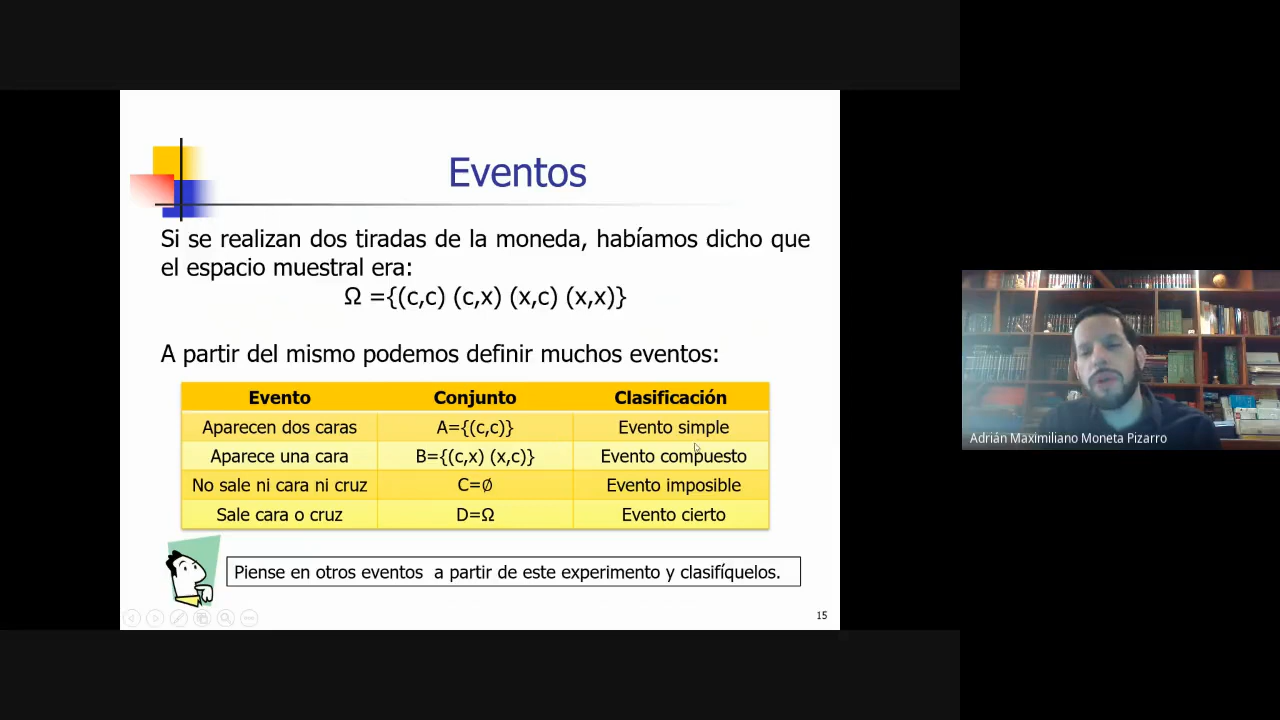 Eventos
Si se realizan dos tiradas de la moneda, habíamos dicho que
el espacio muestral era:
Ω ={(c,c) (c,x) (x,c) (x,x)}
A partir del mismo podemos definir muchos eventos:
Evento Conjunto Clasificación
Aparecen dos caras A={(c,c)} Evento simple
Aparece una cara B={(c,x) (x,c)} Evento compuesto
No sale ni cara ni cruz C=∅ Evento imposible
Sale cara o cruz D=Ω Evento cierto
Piense en otros eventos a partir de este experimento y clasifíquelos.
15
Adrián Maximiliano Moneta Pizarro